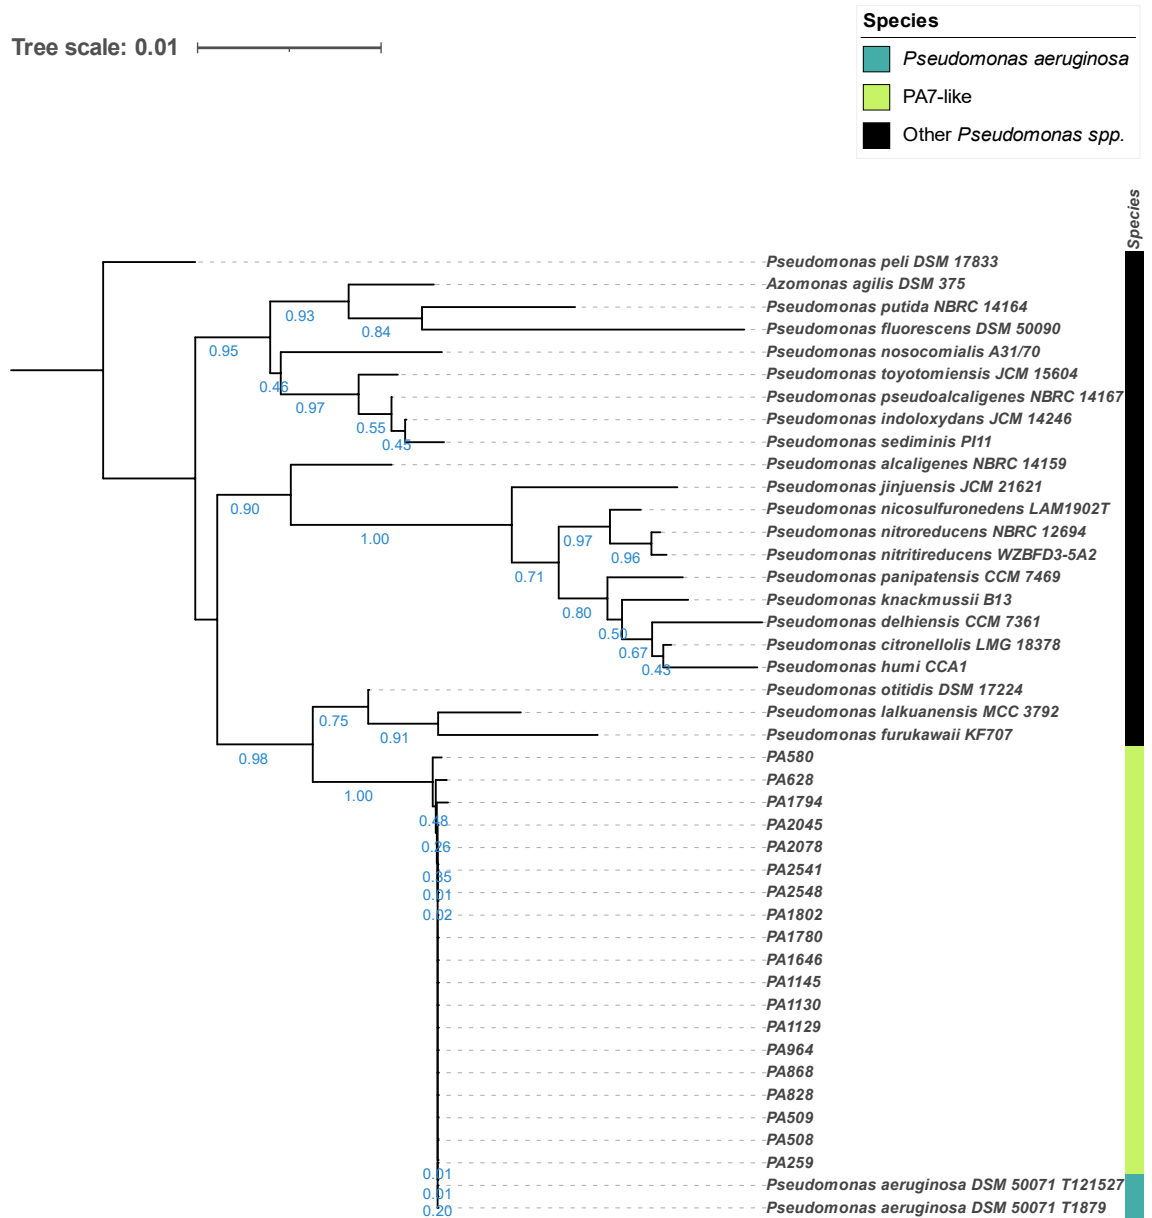 Species
Pseudomonas aeruginosa
PA7-like
Other Pseudomonas spp.
Tree scale: 0.01
Species
Pseudomonas peli DSM 17833
Azomonas agilis DSM 375
0.93
Pseudomonas putida NBRC 14164
0.84
Pseudomonas fluorescens DSM 50090
0.95
Pseudomonas nosocomialis A31/70
Pseudomonas toyotomiensis JCM 15604
0.46
Pseudomonas pseudoalcaligenes NBRC 14167
0.97
Pseudomonas indoloxydans JCM 14246
0.55
Pseudomonas sediminis PI11
0.45
Pseudomonas alcaligenes NBRC 14159
Pseudomonas jinjuensis JCM 21621
0.90
Pseudomonas nicosulfuronedens LAM1902T
Pseudomonas nitroreducens NBRC 12694
1.00
0.97
Pseudomonas nitritireducens WZBFD3-5A2
0.96
Pseudomonas panipatensis CCM 7469
0.71
Pseudomonas knackmussii B13
0.80
Pseudomonas delhiensis CCM 7361
0.50
Pseudomonas citronellolis LMG 18378
0.67
Pseudomonas humi CCA1
0.43
Pseudomonas otitidis DSM 17224
Pseudomonas lalkuanensis MCC 3792
0.75
Pseudomonas furukawaii KF707
0.91
PA580
0.98
PA628
1.00
PA1794
PA2045
0.48
PA2078
0.26
PA2541
0.35
PA2548
0.01
PA1802
0.02
PA1780
PA1646
PA1145
PA1130
PA1129
PA964
PA868
PA828
PA509
PA508
PA259
0.01
Pseudomonas aeruginosa DSM 50071 T121527
0.01
Pseudomonas aeruginosa DSM 50071 T1879
0.20